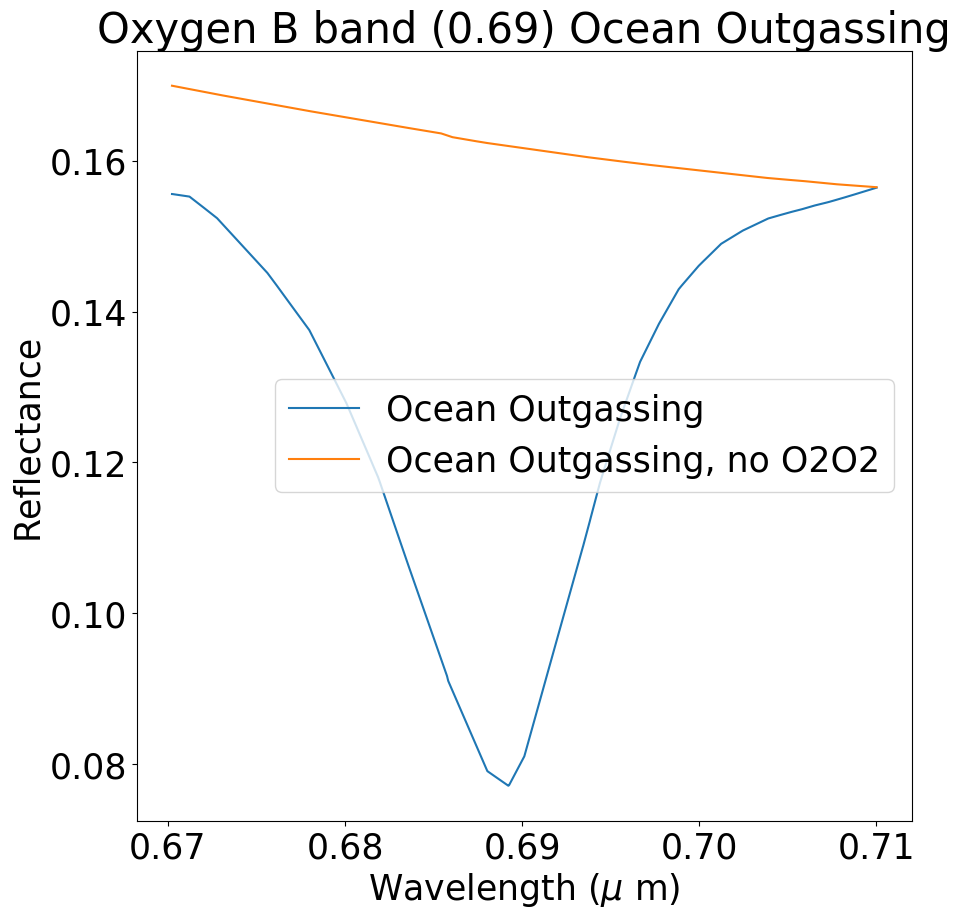 Oxygen B band (0.69) Ocean Outgassing
0.16
0.14
0.12
0.10
0.08
Reflectance
Ocean Outgassing
Ocean Outgassing, no O2O2
0.67
0.68
0.69
0.70
0.71
Wavelength (μ m)